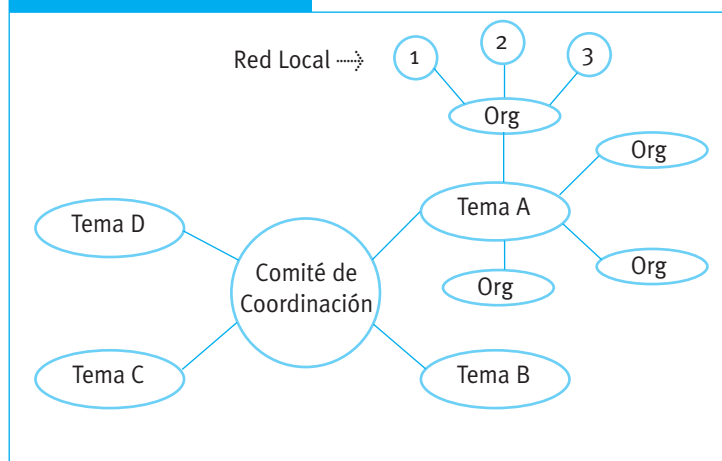 Red Local
1
2
3
Org
Org
Tema A
Org
Org
Tema D
Comité de
Coordinación
Tema C
Tema B